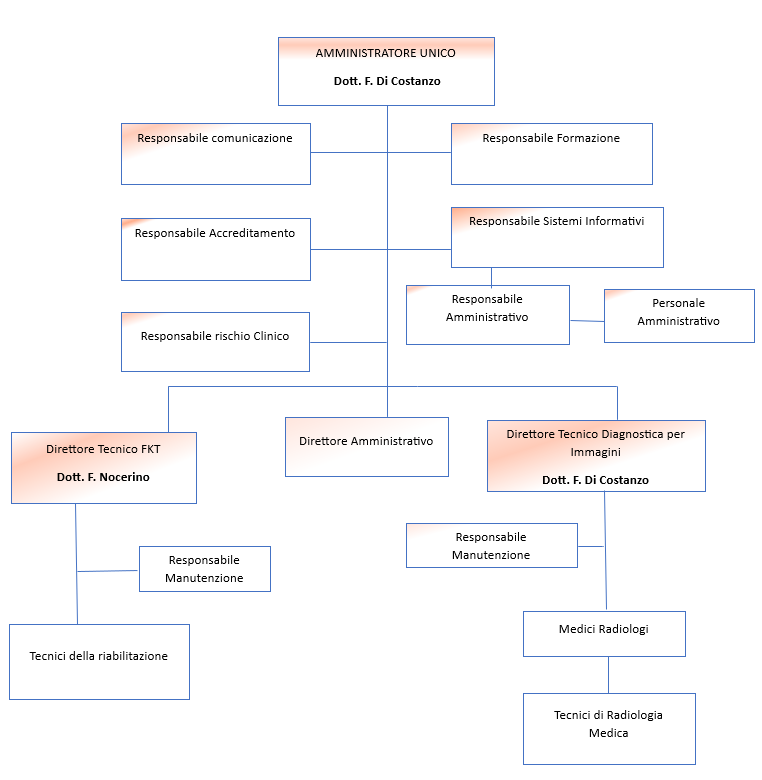 AMMINISTRATORE UNICO
Dott. F. Di Costanzo
Responsabile comunicazione
Responsabile Formazione
Responsabile Accreditamento
Responsabile Sistemi Informativi
Responsabile
Amministrativo
Personale
Amministrativo
Responsabile rischio Clinico
Direttore Tecnico FKT
Dott. F. Nocerino
Direttore Amministrativo
Direttore Tecnico Diagnostica per
Immagini
Dott. F. Di Costanzo
Responsabile
Manutenzione
Responsabile
Manutenzione
Tecnici della riabilitazione
Medici Radiologi
Tecnici di Radiologia
Medica